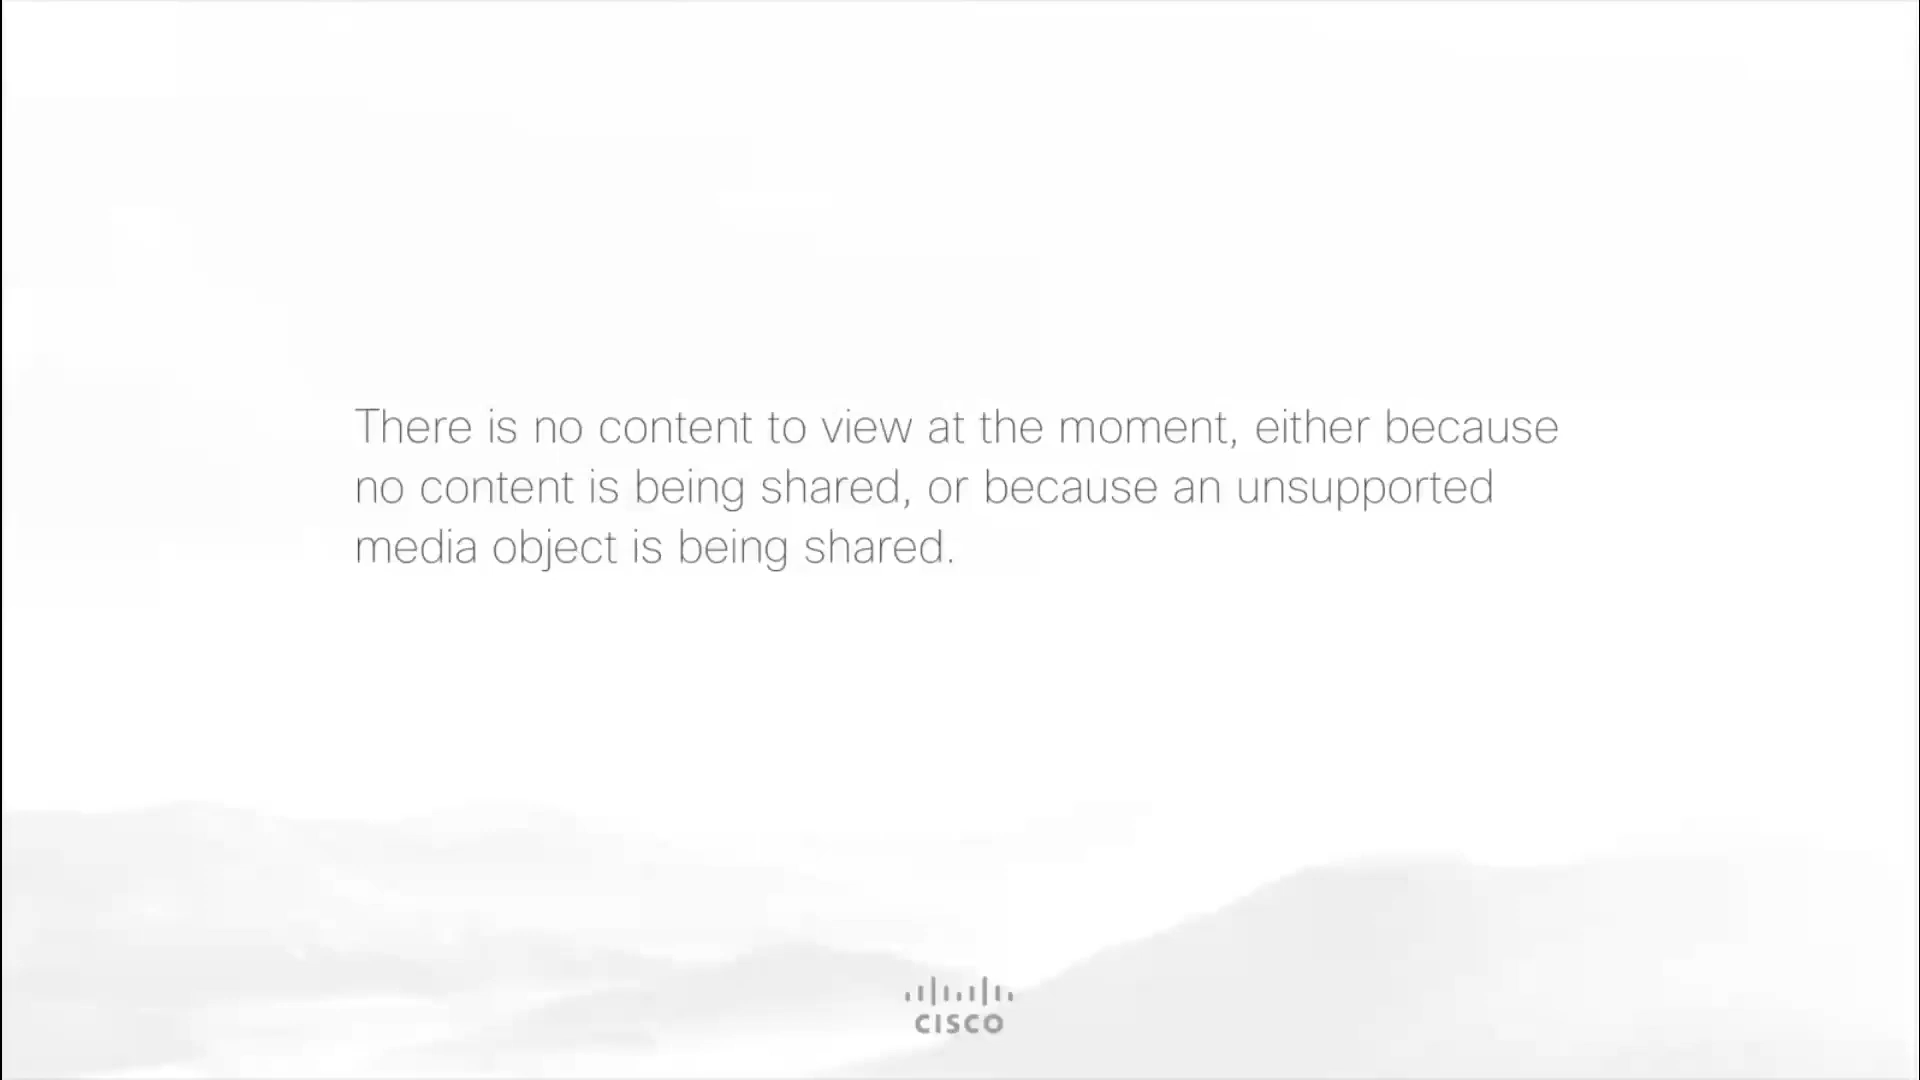 There is no content to view at the moment, either because
no content is being shared, or because an unsupported
media object is being shared.
CISCO